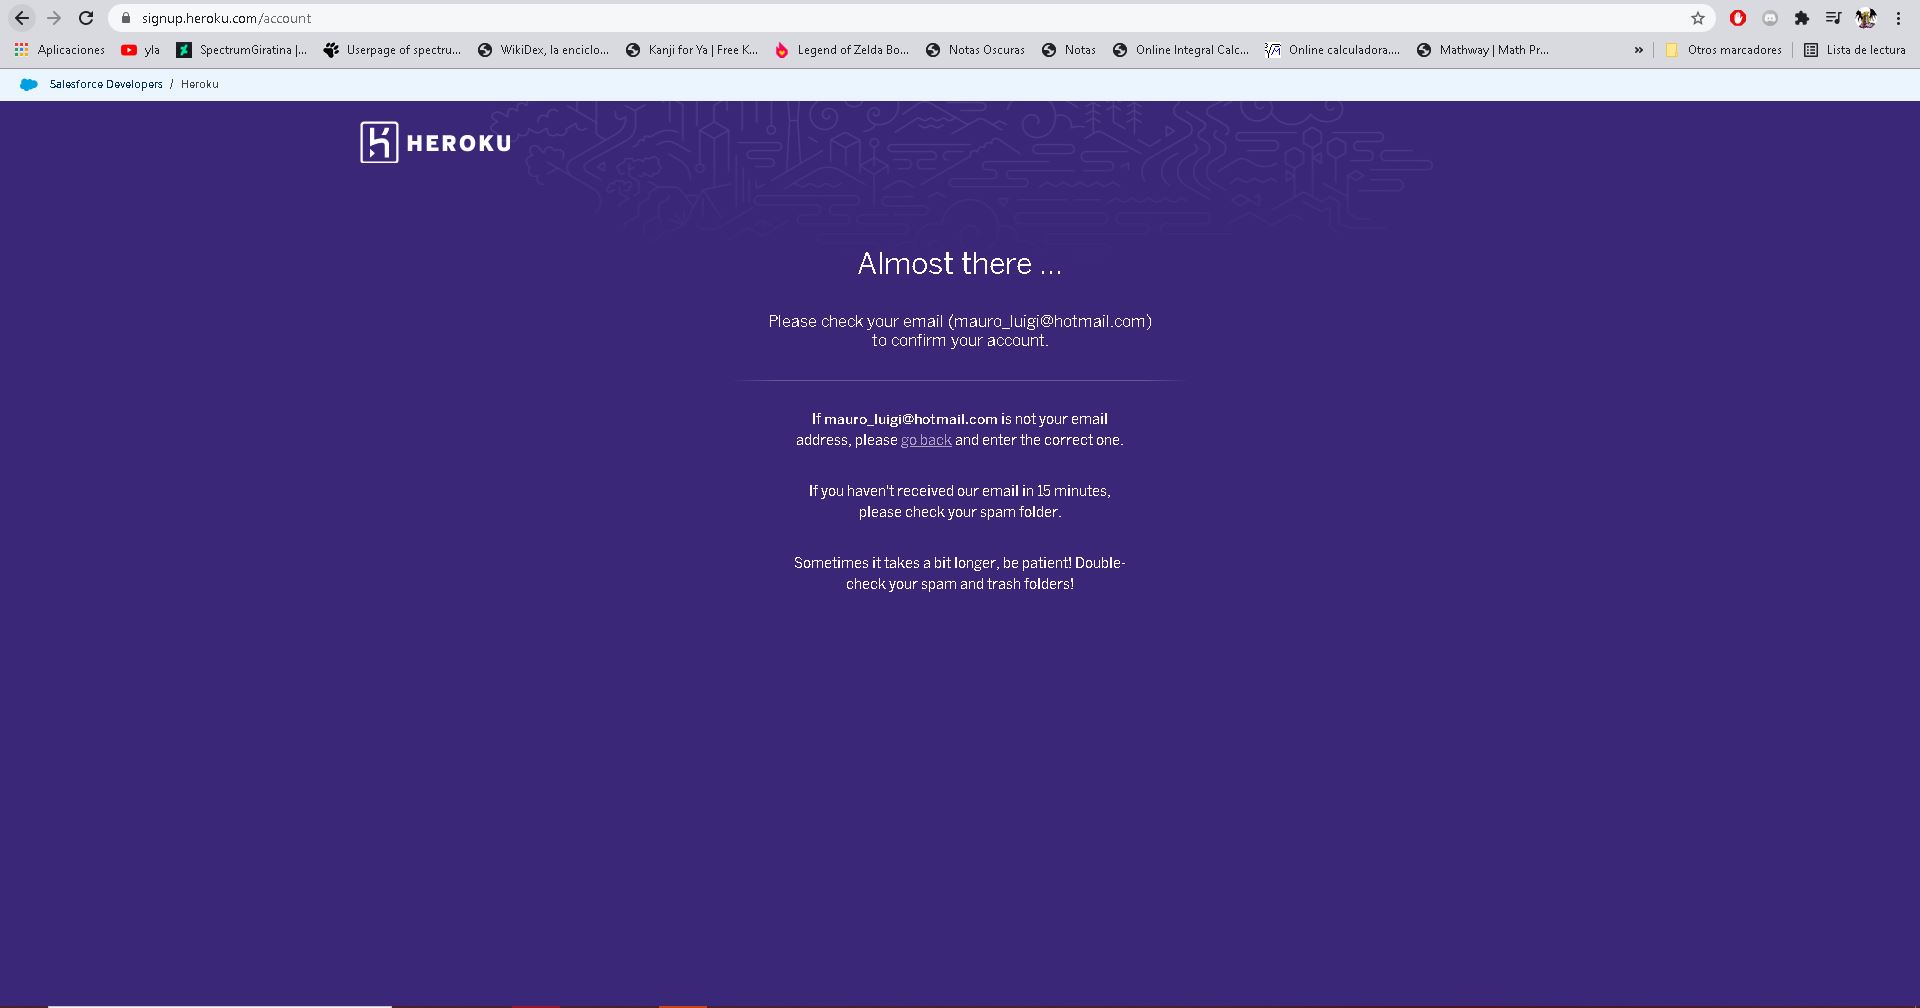 signup.heroku.com/account
Aplicaciones yla SpectrumGiratina |... Userpage of spectru... WikiDex, la enciclo... Kanji for Ya | Free K... Legend of Zelda Bo... Notas Oscuras Notas Online Integral Calc... Online calculadora.... Mathway | Math Pr... » Otros marcadores Lista de lectura
Salesforce Developers / Heroku
HEROKU
Almost there ...
Please check your email (mauro_luigi@hotmail.com)
to confirm your account.
If mauro_luigi@hotmail.com is not your email
address, please go back and enter the correct one.
If you haven't received our email in 15 minutes,
please check your spam folder.
Sometimes it takes a bit longer, be patient! Double-
check your spam and trash folders!